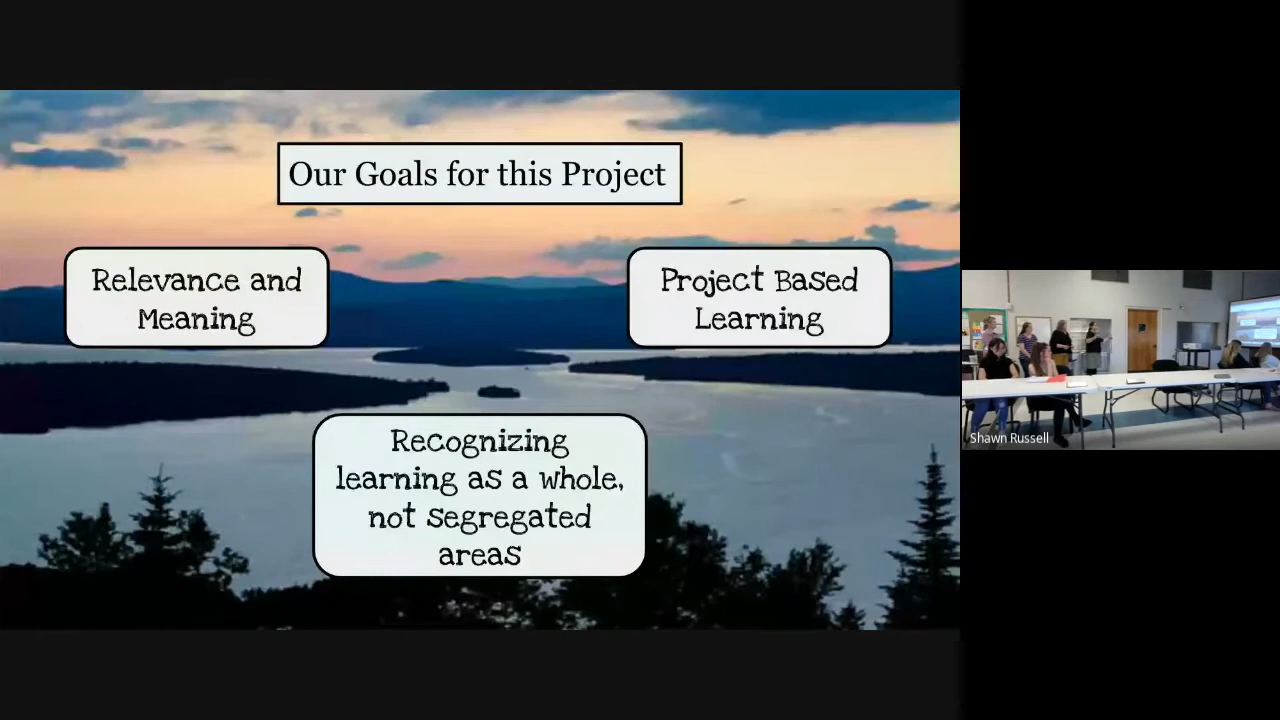 Our Goals for this Project
Relevance and
Meaning
Project Based
Learning
Recognizing
learning as a whole,
not segregated
areas
Shawn Russell